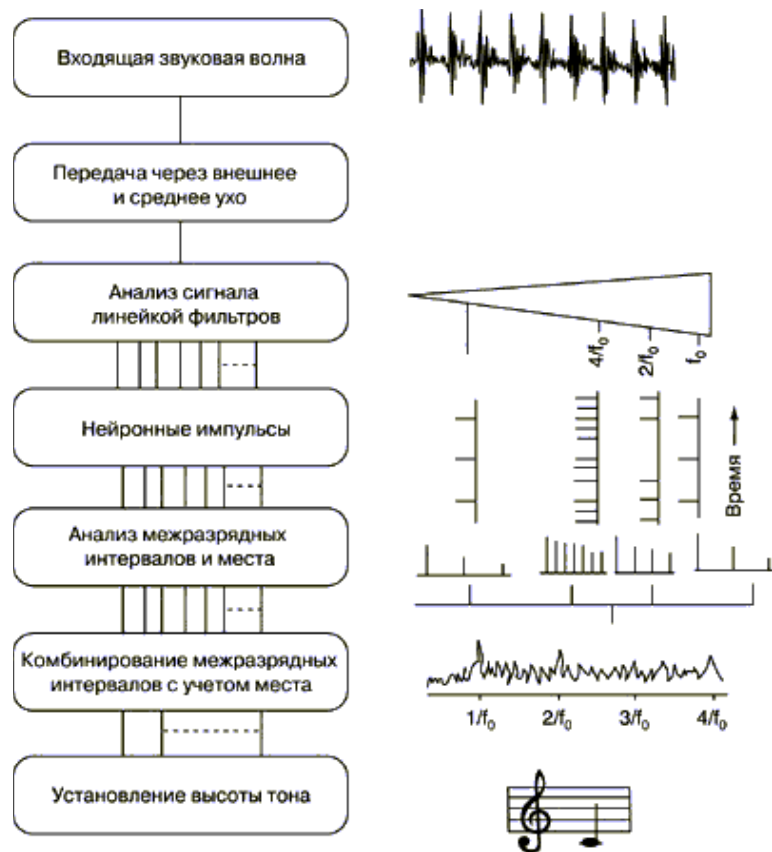 Входящая звуковая волна
Передача через внешнее
и среднее ухо
Анализ сигнала
линейкой фильтров
4/f₀
2/f₀
f₀
Нейронные импульсы
Время
Анализ межразрядных
интервалов и места
Комбинирование межразрядных
интервалов с учетом места
1/f₀
2/f₀
3/f₀
4/f₀
Установление высоты тона